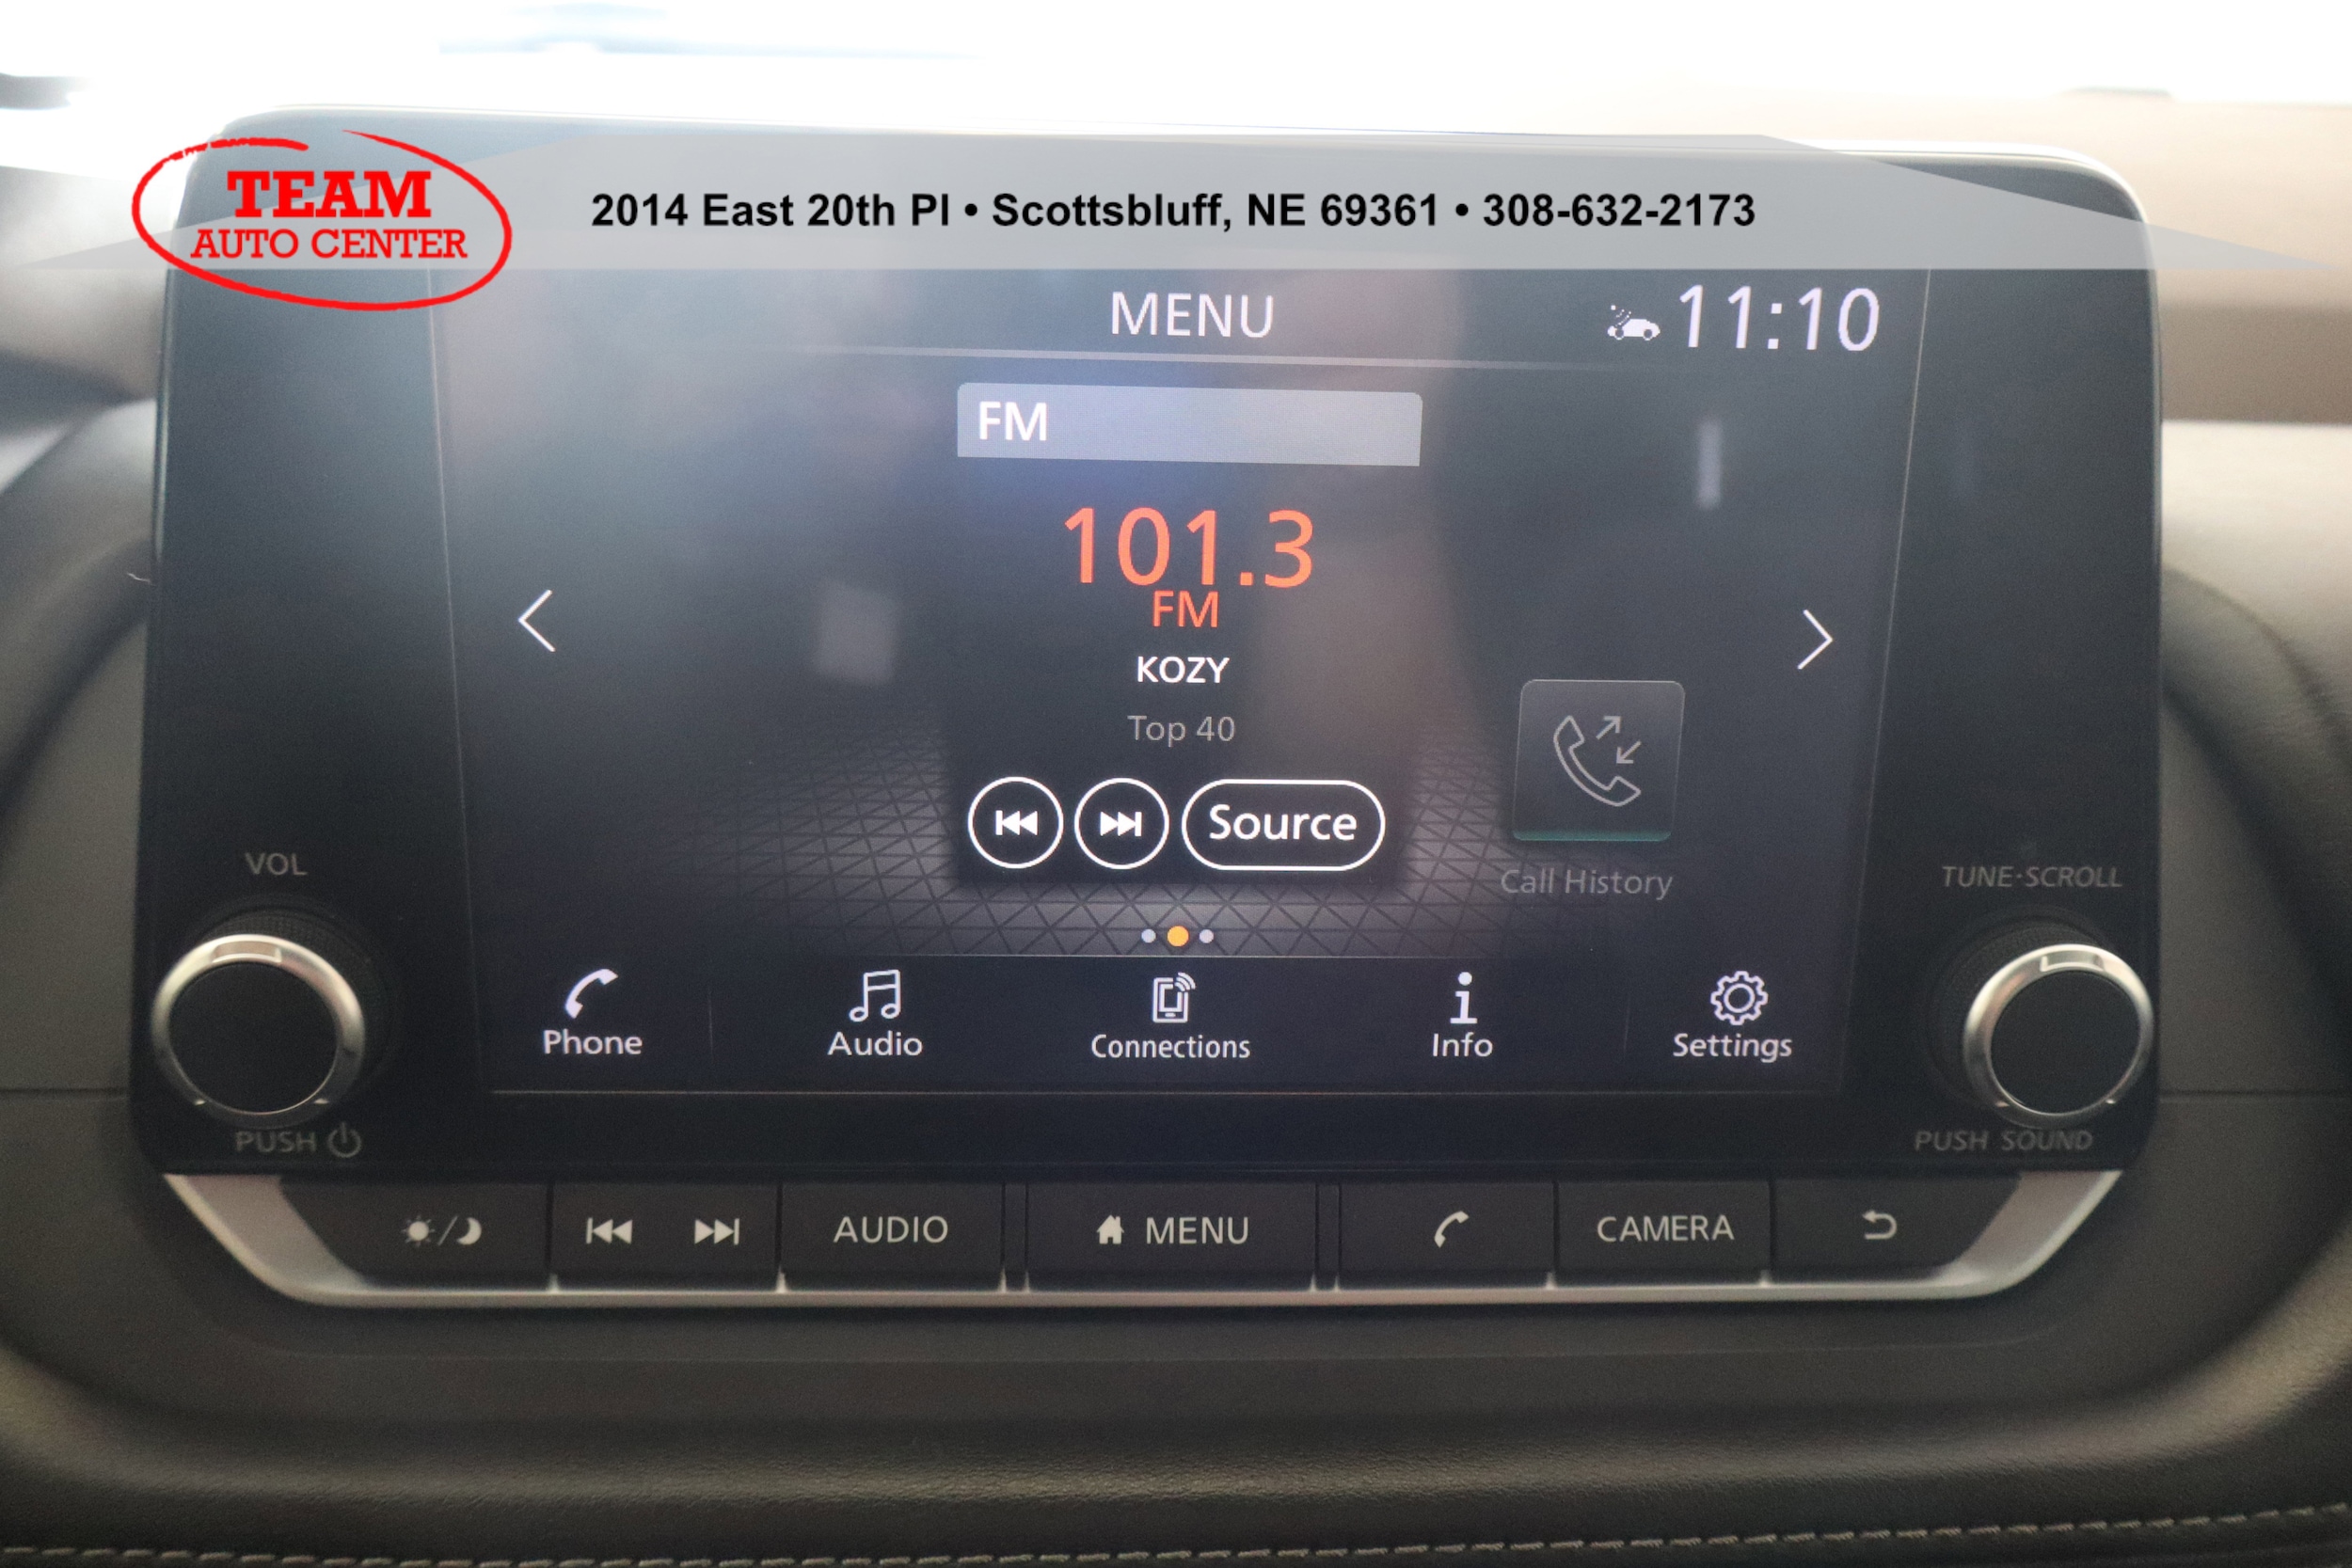 TEAM
AUTO CENTER
2014 East 20th Pl • Scottsbluff, NE 69361 • 308-632-2173
MENU
11:10
FM
101.3
FM
KOZY
Top 40
Source
Call History
VOL
TUNE·SCROLL
Phone
Audio
Connections
Info
Settings
PUSH
PUSH SOUND
AUDIO
MENU
CAMERA